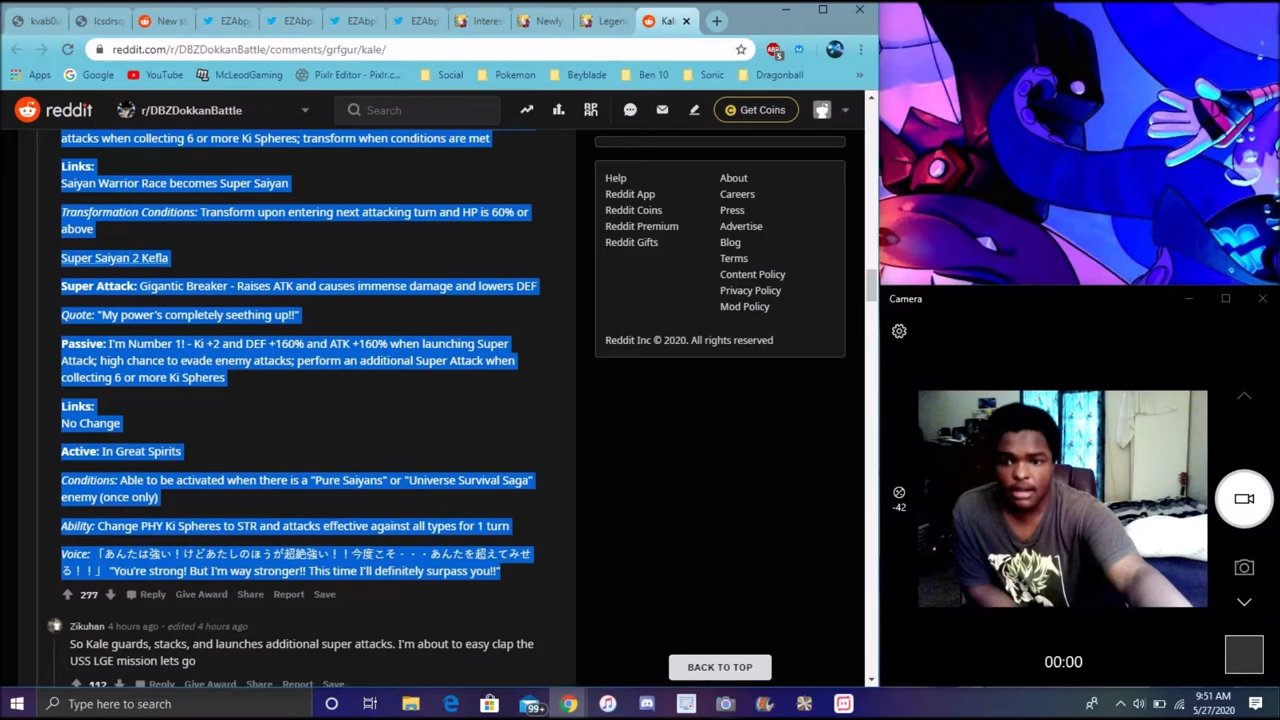 kvab0u
lcsdrsq
New s
EZAbp
EZAbp
EZAbp
EZAbp
Interes
Newly
Legend
Kal
reddit.com/r/DBZDokkanBattle/comments/grfgur/kale/
5
Apps
Google
YouTube
McLeodGaming
Pixlr Editor - Pixlr.c...
Social
Pokemon
Beyblade
Ben 10
Sonic
Dragonball
»
reddit
r/DBZDokkanBattle
Search
Get Coins
attacks when collecting 6 or more Ki Spheres; transform when conditions are met
Links:
Saiyan Warrior Race becomes Super Saiyan
Transformation Conditions: Transform upon entering next attacking turn and HP is 60% or
above
Super Saiyan 2 Kefla
Super Attack: Gigantic Breaker - Raises ATK and causes immense damage and lowers DEF
Quote: "My power's completely seething up!!"
Passive: I'm Number 1! - Ki +2 and DEF +160% and ATK +160% when launching Super
Attack; high chance to evade enemy attacks; perform an additional Super Attack when
collecting 6 or more Ki Spheres
Links:
No Change
Active: In Great Spirits
Conditions: Able to be activated when there is a "Pure Saiyans" or "Universe Survival Saga"
enemy (once only)
Ability: Change PHY Ki Spheres to STR and attacks effective against all types for 1 turn
Voice: 「あんたは強い！けどあたしのほうが超絶強い！！今度こそ・・・あんたを超えてみせ
る！！」 "You're strong! But I'm way stronger!! This time I'll definitely surpass you!!"
277
Reply Give Award Share Report Save
Zikuhan 4 hours ago · edited 4 hours ago
So Kale guards, stacks, and launches additional super attacks. I'm about to easy clap the
USS LGE mission lets go
112 Reply Give Award Share Report Save
Help
About
Reddit App
Careers
Reddit Coins
Press
Reddit Premium
Advertise
Reddit Gifts
Blog
Terms
Content Policy
Privacy Policy
Mod Policy
Reddit Inc © 2020. All rights reserved
BACK TO TOP
Camera
-42
00:00
Type here to search
99+
9:51 AM
5/27/2020